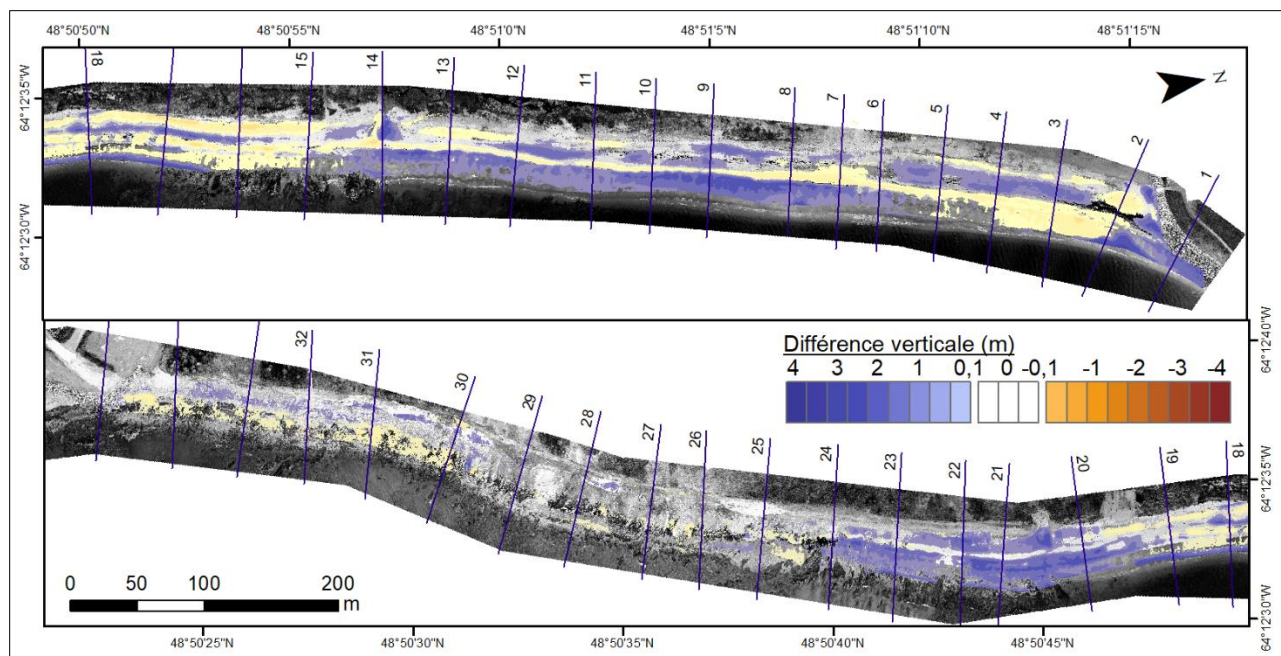 48°50'50"N 48°50'55"N 48°51'0"N 48°51'5"N 48°51'10"N 48°51'15"N
64°12'35"W
64°12'30"W
18 15 14 13 12 11 10 9 8 7 6 5 4 3 2 1
N
64°12'40"W
64°12'35"W
64°12'30"W
32 31 30 29 28 27 26 25 24 23 22 21 20 19 18
Différence verticale (m)
4 3 2 1 0,1 0 -0,1 -1 -2 -3 -4
0 50 100 200
m
48°50'25"N 48°50'30"N 48°50'35"N 48°50'40"N 48°50'45"N